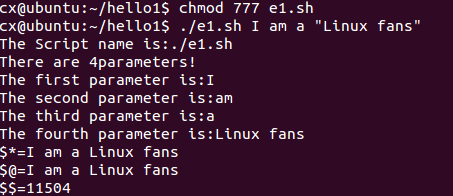 cx@ubuntu:~/hello1$ chmod 777 e1.sh
cx@ubuntu:~/hello1$ ./e1.sh I am a "Linux fans"
The Script name is:./e1.sh
There are 4parameters!
The first parameter is:I
The second parameter is:am
The third parameter is:a
The fourth parameter is:Linux fans
$*=I am a Linux fans
$@=I am a Linux fans
$$=11504